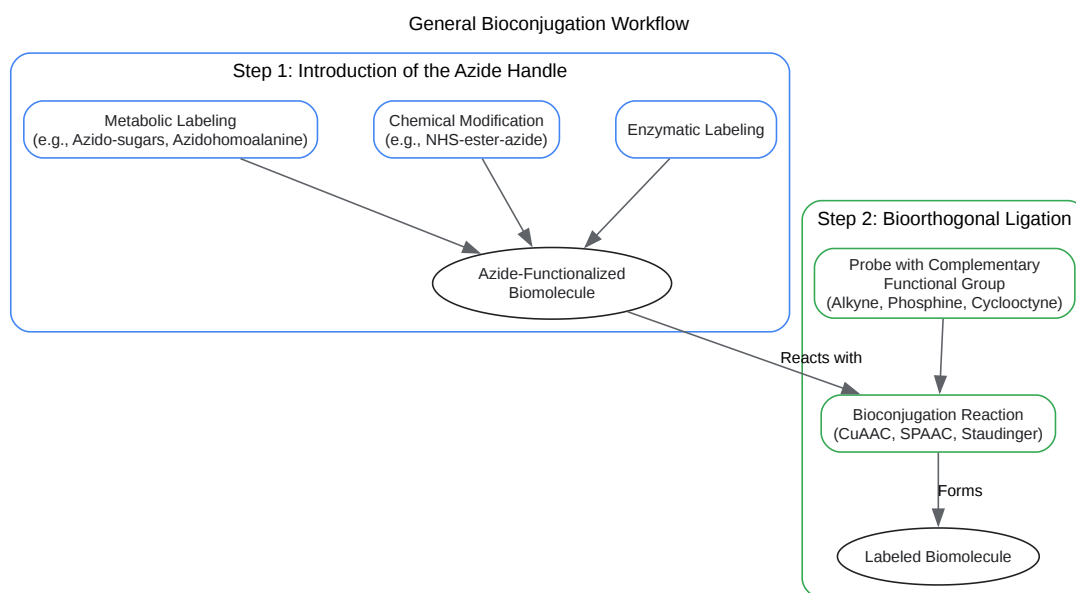 General Bioconjugation Workflow
Step 1: Introduction of the Azide Handle
Metabolic Labeling
(e.g., Azido-sugars, Azidohomoalanine)
Chemical Modification
(e.g., NHS-ester-azide)
Enzymatic Labeling
Azide-Functionalized
Biomolecule
Step 2: Bioorthogonal Ligation
Probe with Complementary
Functional Group
(Alkyne, Phosphine, Cyclooctyne)
Reacts with
Bioconjugation Reaction
(CuAAC, SPAAC, Staudinger)
Forms
Labeled Biomolecule